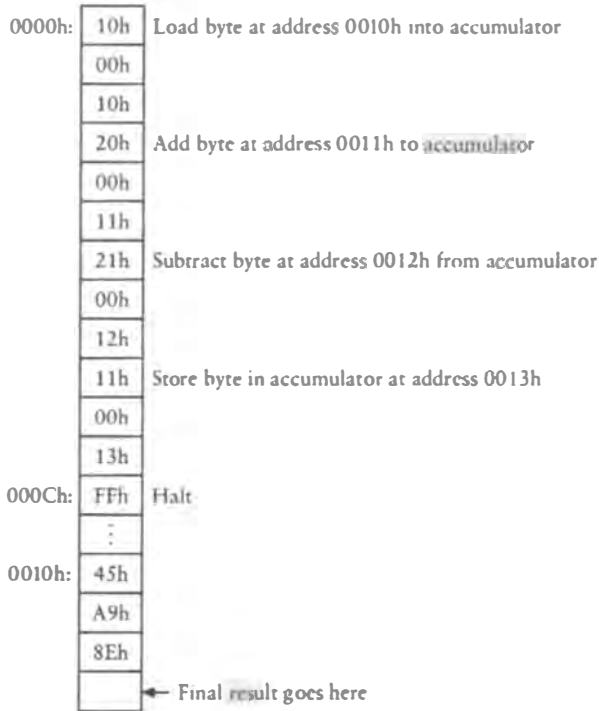 0000h: 10h Load byte at address 0010h into accumulator
00h
10h
20h Add byte at address 0011h to accumulator
00h
11h
21h Subtract byte at address 0012h from accumulator
00h
12h
11h Store byte in accumulator at address 0013h
00h
13h
000Ch: FFh Halt
⋮
0010h: 45h
A9h
8Eh
← Final result goes here